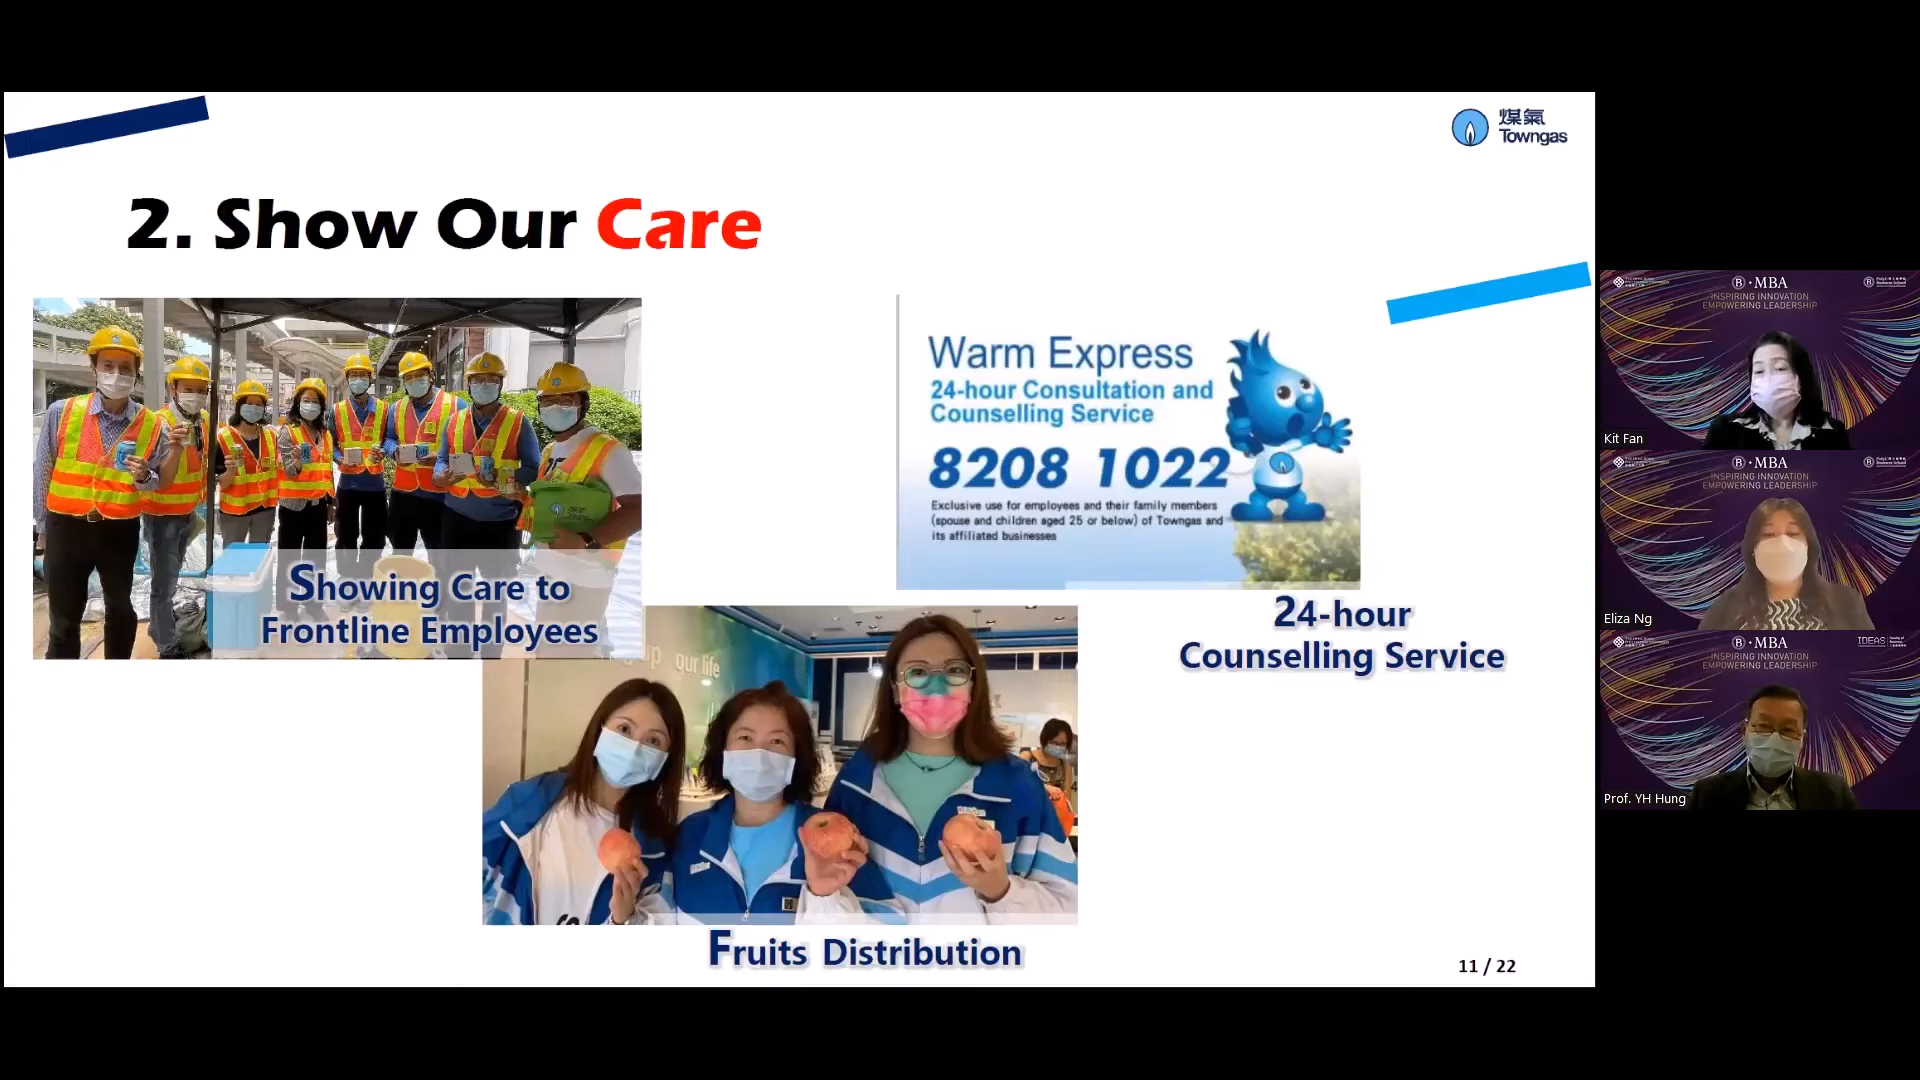 煤氣
Towngas
2. Show Our Care
Showing Care to
Frontline Employees
Warm Express
24-hour Consultation and
Counselling Service
8208 1022
Exclusive use for employees and their family members
(spouse and children aged 25 or below) of Towngas and
its affiliated businesses
24-hour
Counselling Service
our life
Fruits Distribution
11 / 22
MBA
INSPIRING INNOVATION
EMPOWERING LEADERSHIP
Kit Fan
MBA
INSPIRING INNOVATION
EMPOWERING LEADERSHIP
Eliza Ng
MBA
INSPIRING INNOVATION
EMPOWERING LEADERSHIP
IDEAS
Prof. YH Hung